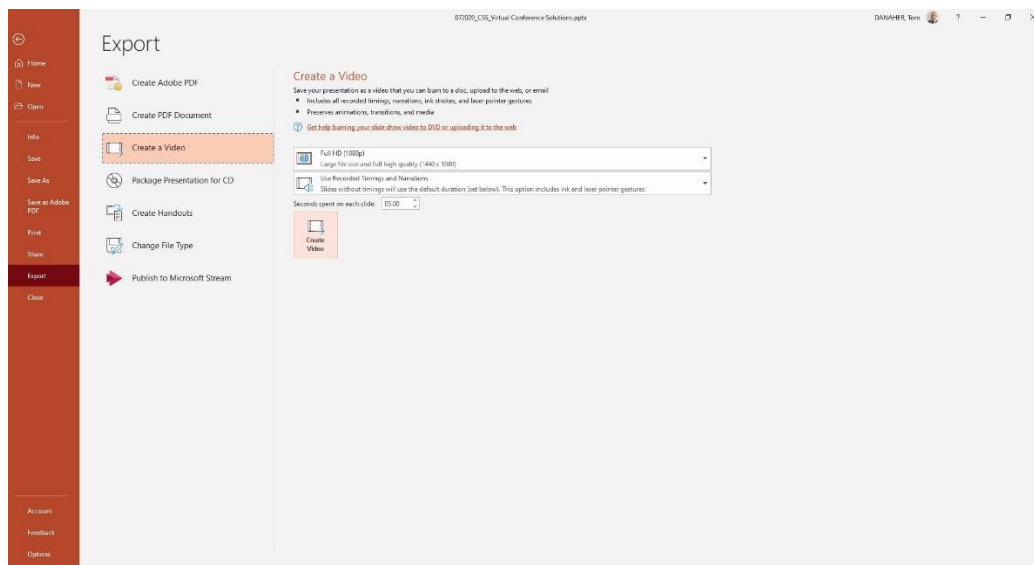 072020_CSS_Virtual Conference Solutions.pptx
DANAHER, Tom
?
Home
New
Open
Info
Save
Save As
Save as Adobe
PDF
Print
Share
Export
Close
Account
Feedback
Options
Export
Create Adobe PDF
Create PDF Document
Create a Video
Package Presentation for CD
Create Handouts
Change File Type
Publish to Microsoft Stream
Create a Video
Save your presentation as a video that you can burn to a disc, upload to the web, or email
Includes all recorded timings, narrations, ink strokes, and laser pointer gestures
Preserves animations, transitions, and media
Get help burning your slide show video to DVD or uploading it to the web
Full HD (1080p)
Large file size and full high quality (1440 x 1080)
Use Recorded Timings and Narrations
Slides without timings will use the default duration (set below). This option includes ink and laser pointer gestures.
Seconds spent on each slide: 05.00
Create
Video